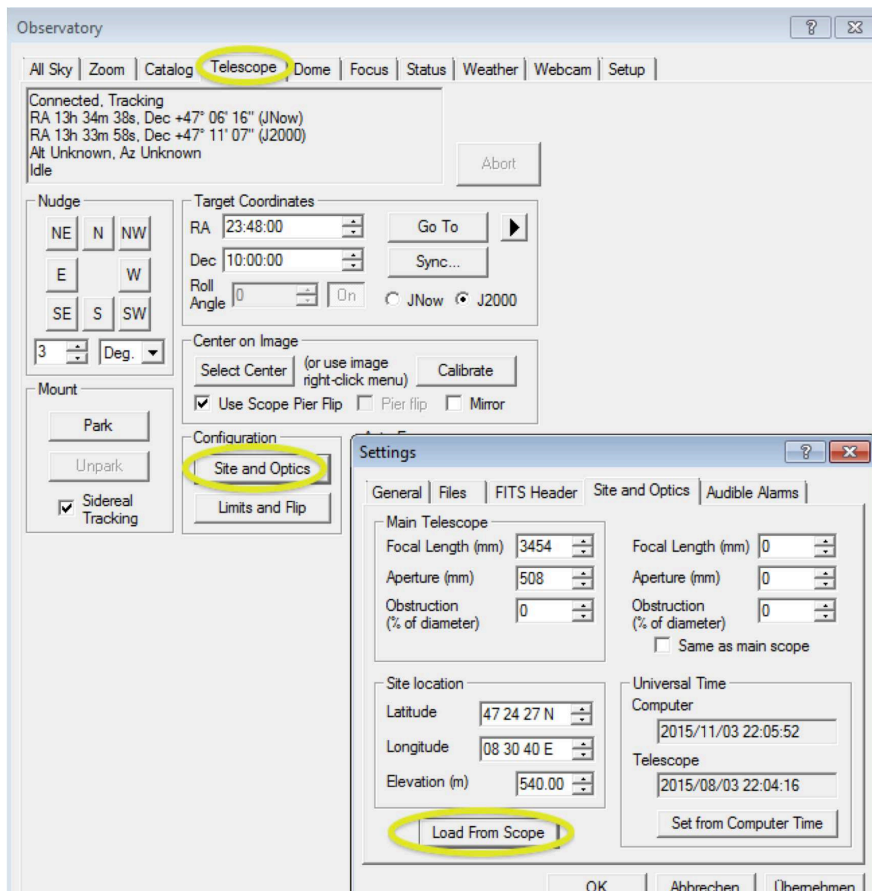 Observatory
All Sky Zoom Catalog Telescope Dome Focus Status Weather Webcam Setup
Connected, Tracking
RA 13h 34m 38s, Dec +47° 06' 16" (JNow)
RA 13h 33m 58s, Dec +47° 11' 07" (J2000)
Alt Unknown, Az Unknown
Idle
Abort
Nudge
NE N NW
E W
SE S SW
3 Deg.
Target Coordinates
RA 23:48:00 Go To
Dec 10:00:00 Sync...
Roll
Angle 0 On JNow J2000
Center on Image
Select Center (or use image
right-click menu) Calibrate
Use Scope Pier Flip Pier flip Mirror
Mount
Park
Unpark
Sidereal
Tracking
Configuration
Site and Optics
Limits and Flip
Settings
General Files FITS Header Site and Optics Audible Alarms
Main Telescope
Focal Length (mm) 3454
Aperture (mm) 508
Obstruction
(% of diameter) 0
Focal Length (mm) 0
Aperture (mm) 0
Obstruction
(% of diameter) 0
Same as main scope
Site location
Latitude 47 24 27 N
Longitude 08 30 40 E
Elevation (m) 540.00
Load From Scope
Universal Time
Computer
2015/11/03 22:05:52
Telescope
2015/08/03 22:04:16
Set from Computer Time
OK Abbrechen Übernehmen